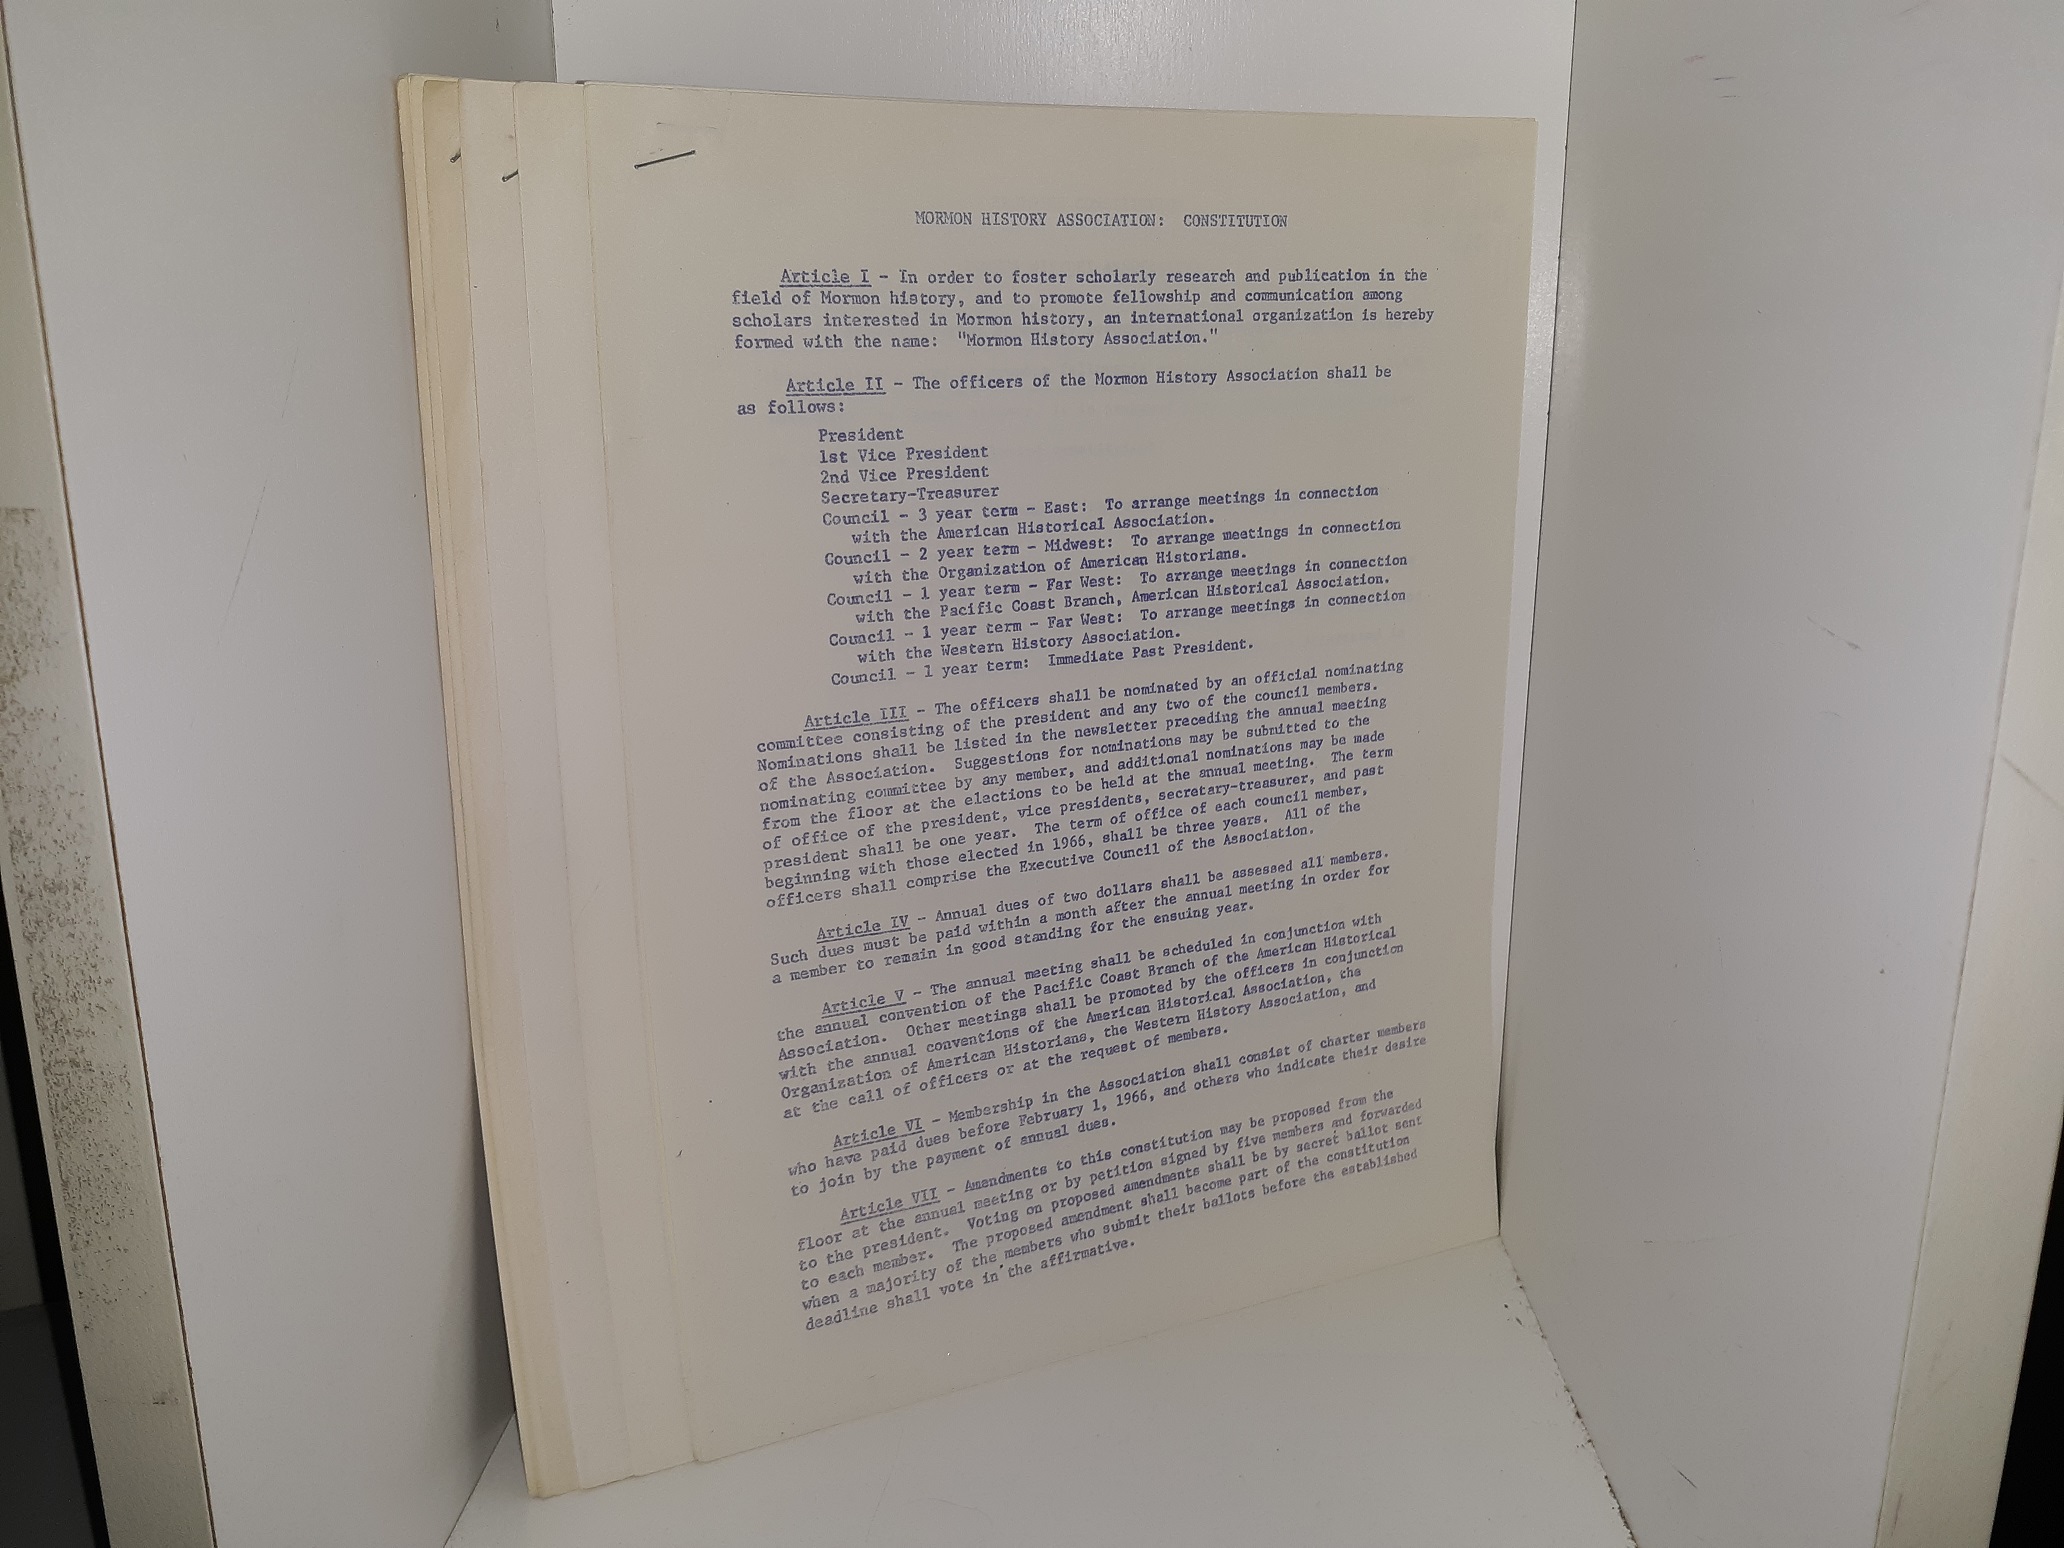 MORMON HISTORY ASSOCIATION: CONSTITUTION
Article I - In order to foster scholarly research and publication in the
field of Mormon history, and to promote fellowship and communication among
scholars interested in Mormon history, an international organization is hereby
formed with the name: "Mormon History Association."
Article II - The officers of the Mormon History Association shall be
as follows:
President
1st Vice President
2nd Vice President
Secretary-Treasurer
Council - 3 year term - East: To arrange meetings in connection
with the American Historical Association.
Council - 2 year term - Midwest: To arrange meetings in connection
with the Organization of American Historians.
Council - 1 year term - Far West: To arrange meetings in connection
with the Pacific Coast Branch, American Historical Association.
Council - 1 year term - Far West: To arrange meetings in connection
with the Western History Association.
Council - 1 year term: Immediate Past President.
Article III - The officers shall be nominated by an official nominating
committee consisting of the president and any two of the council members.
Nominations shall be listed in the newsletter preceding the annual meeting
of the Association. Suggestions for nominations may be submitted to the
nominating committee by any member, and additional nominations may be made
from the floor at the elections to be held at the annual meeting. The term
of office of the president, vice presidents, secretary-treasurer, and past
president shall be one year. The term of office of each council member,
beginning with those elected in 1966, shall be three years. All of the
officers shall comprise the Executive Council of the Association.
Article IV - Annual dues of two dollars shall be assessed all members.
Such dues must be paid within a month after the annual meeting in order for
a member to remain in good standing for the ensuing year.
Article V - The annual meeting shall be scheduled in conjunction with
the annual convention of the Pacific Coast Branch of the American Historical
Association. Other meetings shall be promoted by the officers in conjunction
with the annual conventions of the American Historical Association, the
Organization of American Historians, the Western History Association, and
at the call of officers or at the request of members.
Article VI - Membership in the Association shall consist of charter members
who have paid dues before February 1, 1966, and others who indicate their desire
to join by the payment of annual dues.
Article VII - Amendments to this constitution may be proposed from the
floor at the annual meeting or by petition signed by five members and forwarded
to the president. Voting on proposed amendments shall be by secret ballot sent
to each member. The proposed amendment shall become part of the constitution
when a majority of the members who submit their ballots before the established
deadline shall vote in the affirmative.